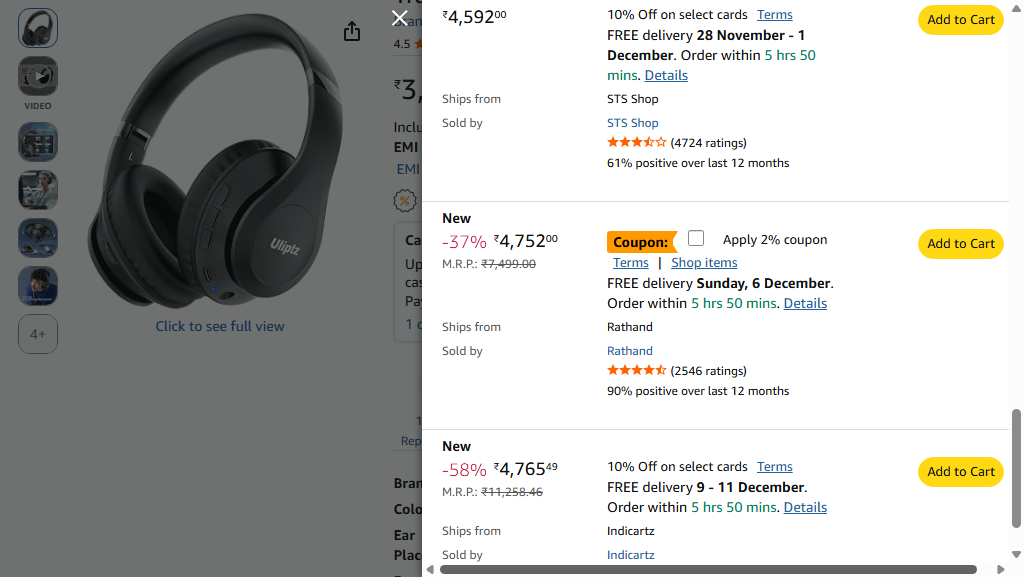 VIDEO
4+
L
Uliptz
Click to see full view
4.5
₹3,
EMI
EMI
Rep
₹4,59200
10% Off on select cards Terms
FREE delivery 28 November - 1
December. Order within 5 hrs 50
mins. Details
Add to Cart
Ships from
STS Shop
Sold by
STS Shop
(4724 ratings)
61% positive over last 12 months
New
-37% ₹4,75200
M.R.P.: ₹7,499.00
Coupon: Apply 2% coupon
Terms | Shop items
FREE delivery Sunday, 6 December.
Order within 5 hrs 50 mins. Details
Add to Cart
Ships from
Rathand
Sold by
Rathand
(2546 ratings)
90% positive over last 12 months
New
-58% ₹4,76549
M.R.P.: ₹11,258.46
10% Off on select cards Terms
FREE delivery 9 - 11 December.
Order within 5 hrs 50 mins. Details
Add to Cart
Ships from
Indicartz
Sold by
Indicartz
Ear